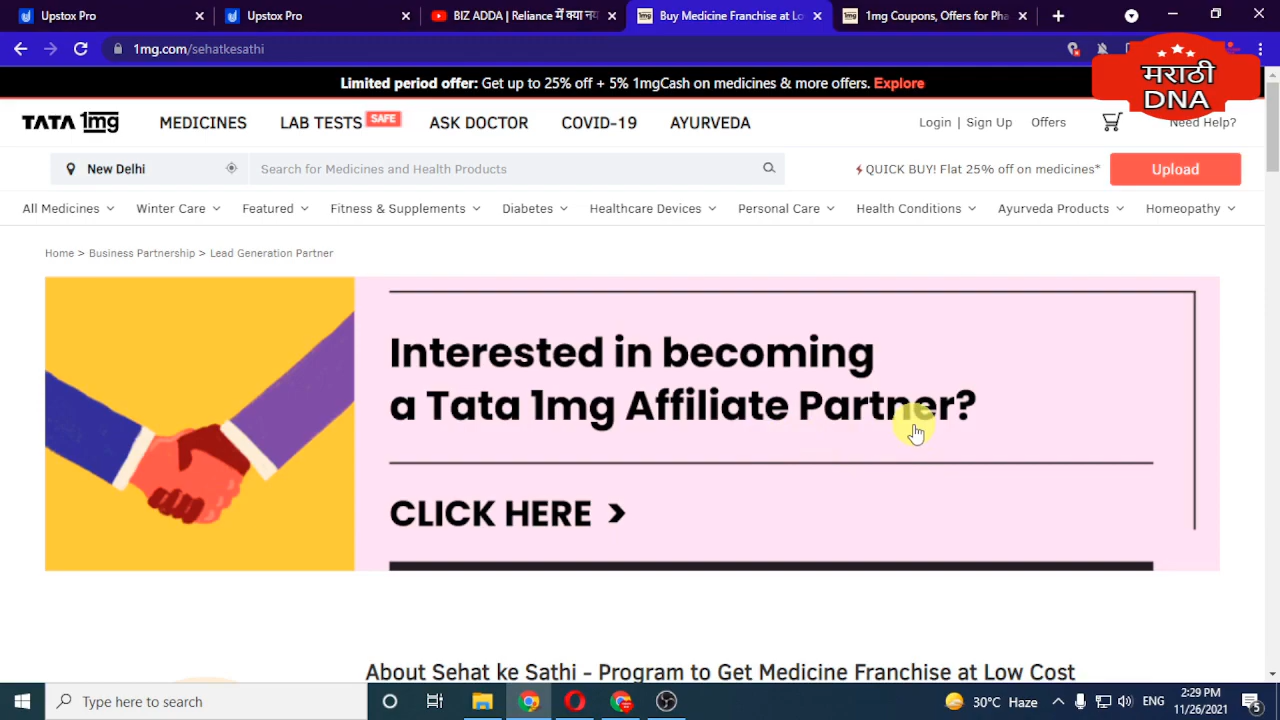 Upstox Pro
Upstox Pro
BIZ ADDA | Reliance में क्या नय
Buy Medicine Franchise at Lo
1mg Coupons, Offers for Pha
1mg.com/sehatkesathi
Limited period offer: Get up to 25% off + 5% 1mgCash on medicines & more offers. Explore
मराठी
DNA
TATA 1mg
MEDICINES
LAB TESTS SAFE
ASK DOCTOR
COVID-19
AYURVEDA
Login | Sign Up
Offers
Need Help?
New Delhi
Search for Medicines and Health Products
QUICK BUY! Flat 25% off on medicines*
Upload
All Medicines
Winter Care
Featured
Fitness & Supplements
Diabetes
Healthcare Devices
Personal Care
Health Conditions
Ayurveda Products
Homeopathy
Home > Business Partnership > Lead Generation Partner
Interested in becoming
a Tata 1mg Affiliate Partner?
CLICK HERE >
About Sehat ke Sathi - Program to Get Medicine Franchise at Low Cost
Type here to search
30°C Haze
ENG
2:29 PM
11/26/2021
5